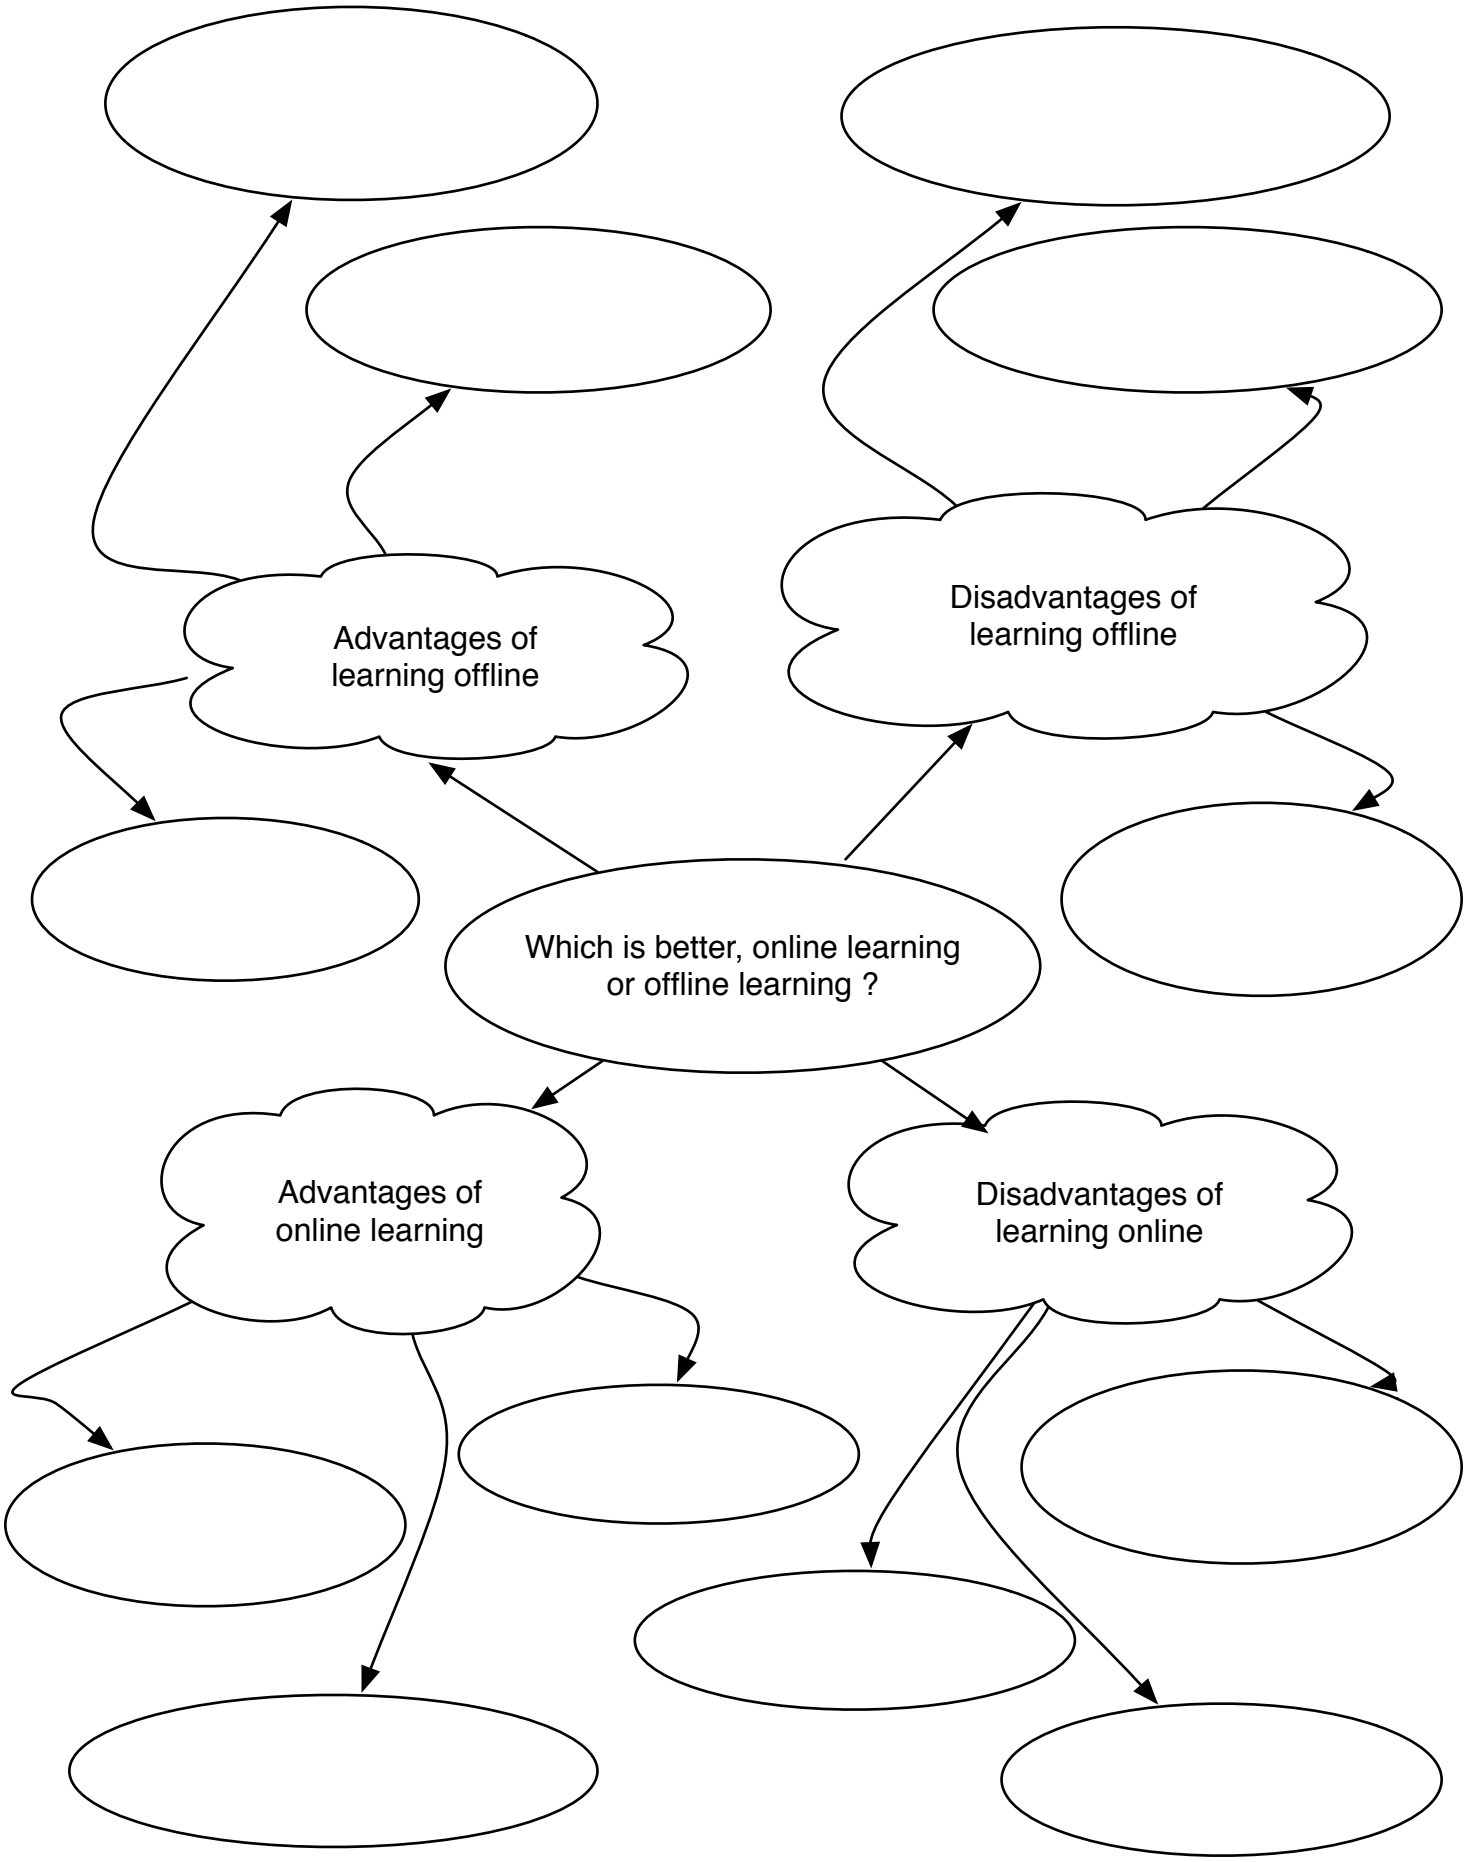 Disadvantages of
learning offline
Advantages of
learning offline
Which is better, online learning
or offline learning ?
Advantages of
online learning
Disadvantages of
learning online